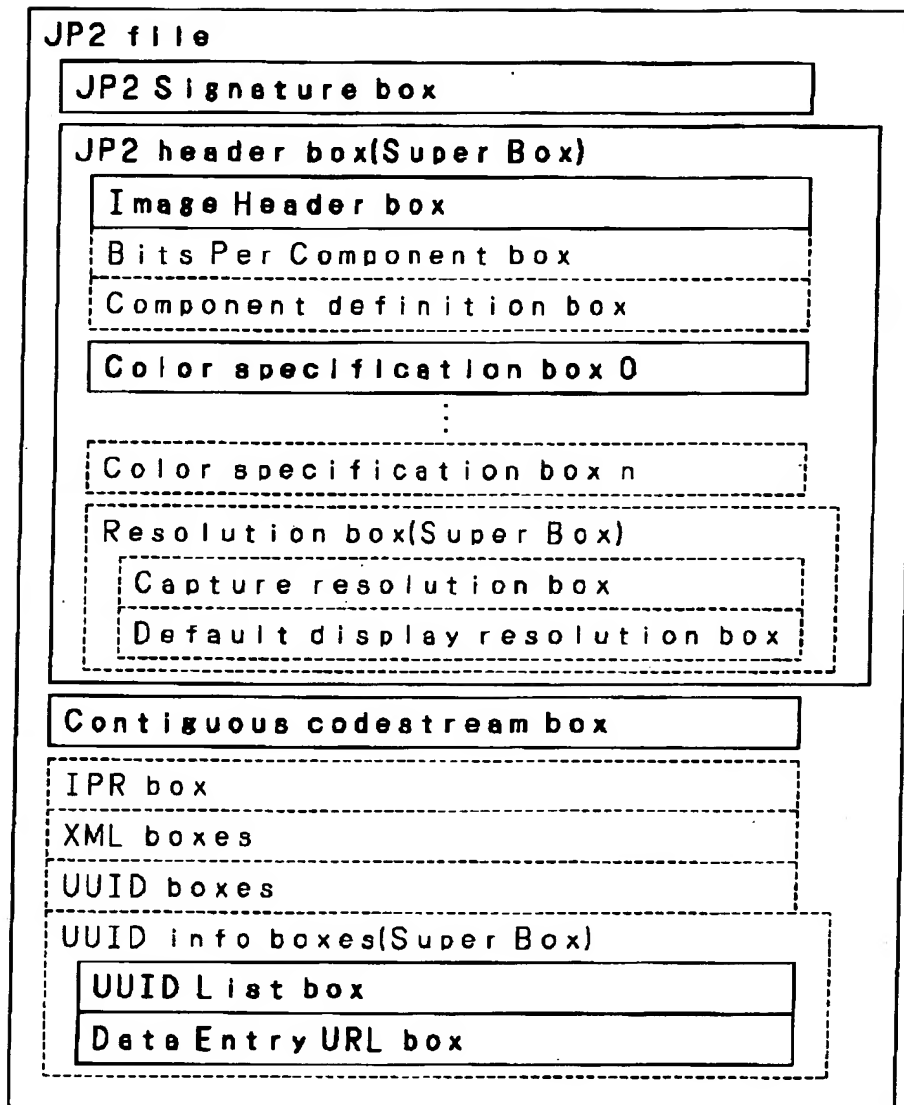 JP2 file
JP2 Signature box
JP2 header box(Super Box)
Image Header box
Bits Per Component box
Component definition box
Color specification box 0
Color specification box n
Resolution box(Super Box)
Capture resolution box
Default display resolution box
Contiguous codestream box
IPR box
XML boxes
UUID boxes
UUID info boxes(Super Box)
UUID List box
Data Entry URL box